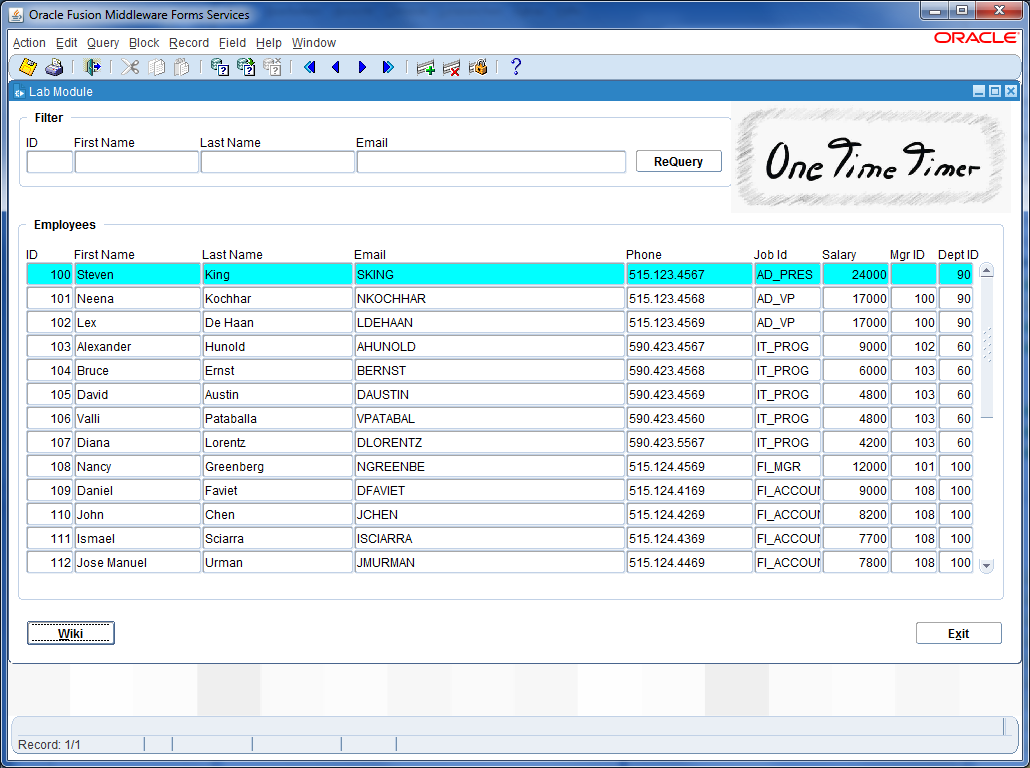 Oracle Fusion Middleware Forms Services
Action Edit Query Block Record Field Help Window
ORACLE
Lab Module
Filter
ID First Name Last Name Email
ReQuery
One Time Timer
Employees
ID First Name Last Name Email Phone Job Id Salary Mgr ID Dept ID
100 Steven King SKING 515.123.4567 AD_PRES 24000 90
101 Neena Kochhar NKOCHHAR 515.123.4568 AD_VP 17000 100 90
102 Lex De Haan LDEHAAN 515.123.4569 AD_VP 17000 100 90
103 Alexander Hunold AHUNOLD 590.423.4567 IT_PROG 9000 102 60
104 Bruce Ernst BERNST 590.423.4568 IT_PROG 6000 103 60
105 David Austin DAUSTIN 590.423.4569 IT_PROG 4800 103 60
106 Valli Pataballa VPATABAL 590.423.4560 IT_PROG 4800 103 60
107 Diana Lorentz DLORENTZ 590.423.5567 IT_PROG 4200 103 60
108 Nancy Greenberg NGREENBE 515.124.4569 FI_MGR 12000 101 100
109 Daniel Faviet DFAVIET 515.124.4169 FI_ACCOUN 9000 108 100
110 John Chen JCHEN 515.124.4269 FI_ACCOUN 8200 108 100
111 Ismael Sciarra ISCIARRA 515.124.4369 FI_ACCOUN 7700 108 100
112 Jose Manuel Urman JMURMAN 515.124.4469 FI_ACCOUN 7800 108 100
Wiki Exit
Record: 1/1